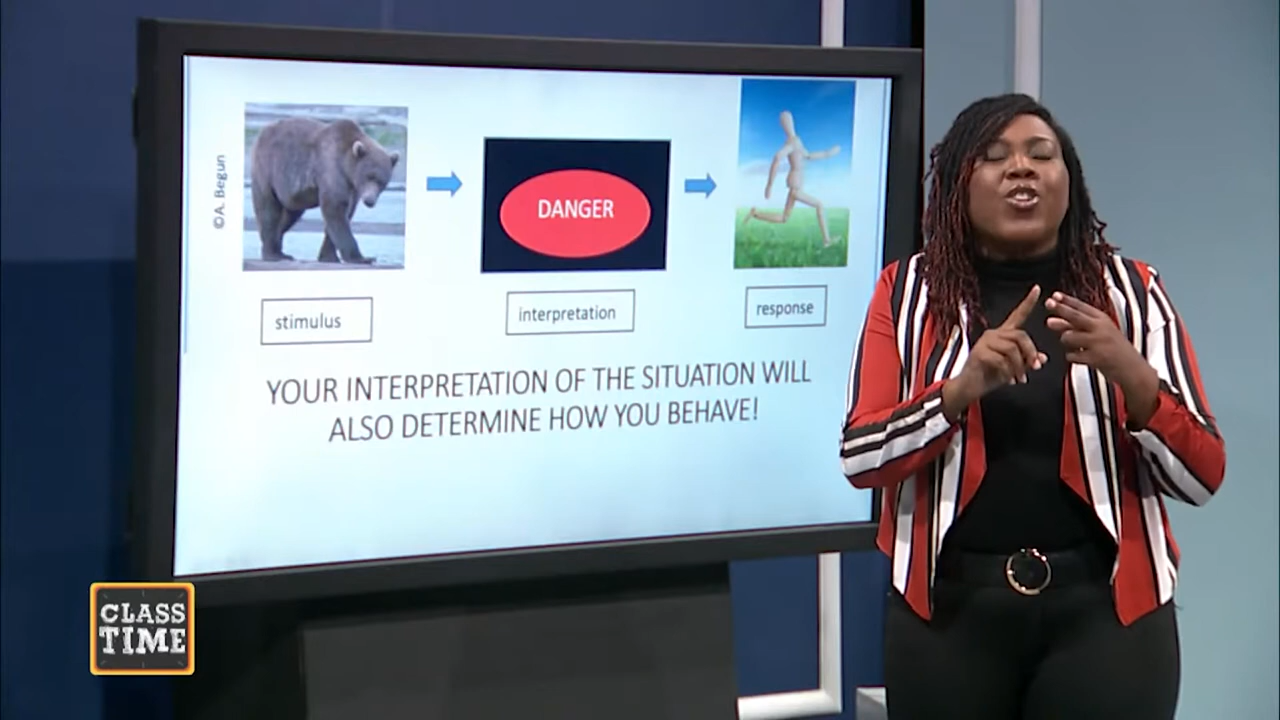 ©A. Begun
DANGER
stimulus
interpretation
response
YOUR INTERPRETATION OF THE SITUATION WILL
ALSO DETERMINE HOW YOU BEHAVE!
CLASS
TIME